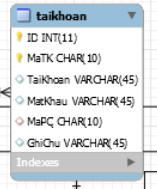 taikhoan
ID INT(11)
MaTK CHAR(10)
TaiKhoan VARCHAR(45)
MatKhau VARCHAR(45)
MaPC CHAR(10)
GhiChu VARCHAR(45)
Indexes